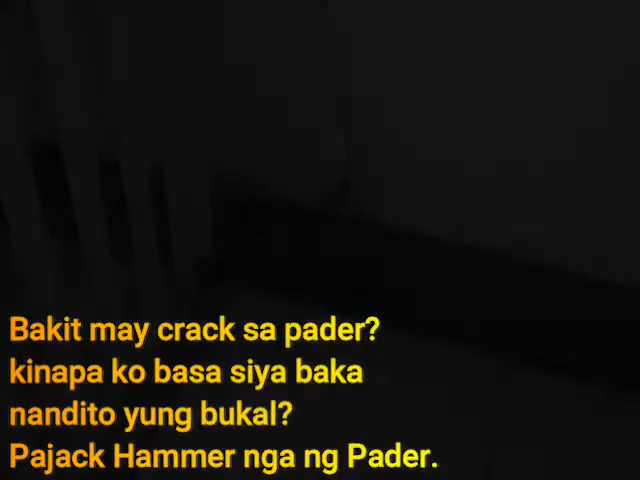 Bakit may crack sa pader?
kinapa ko basa siya baka
nandito yung bukal?
Pajack Hammer nga ng Pader.